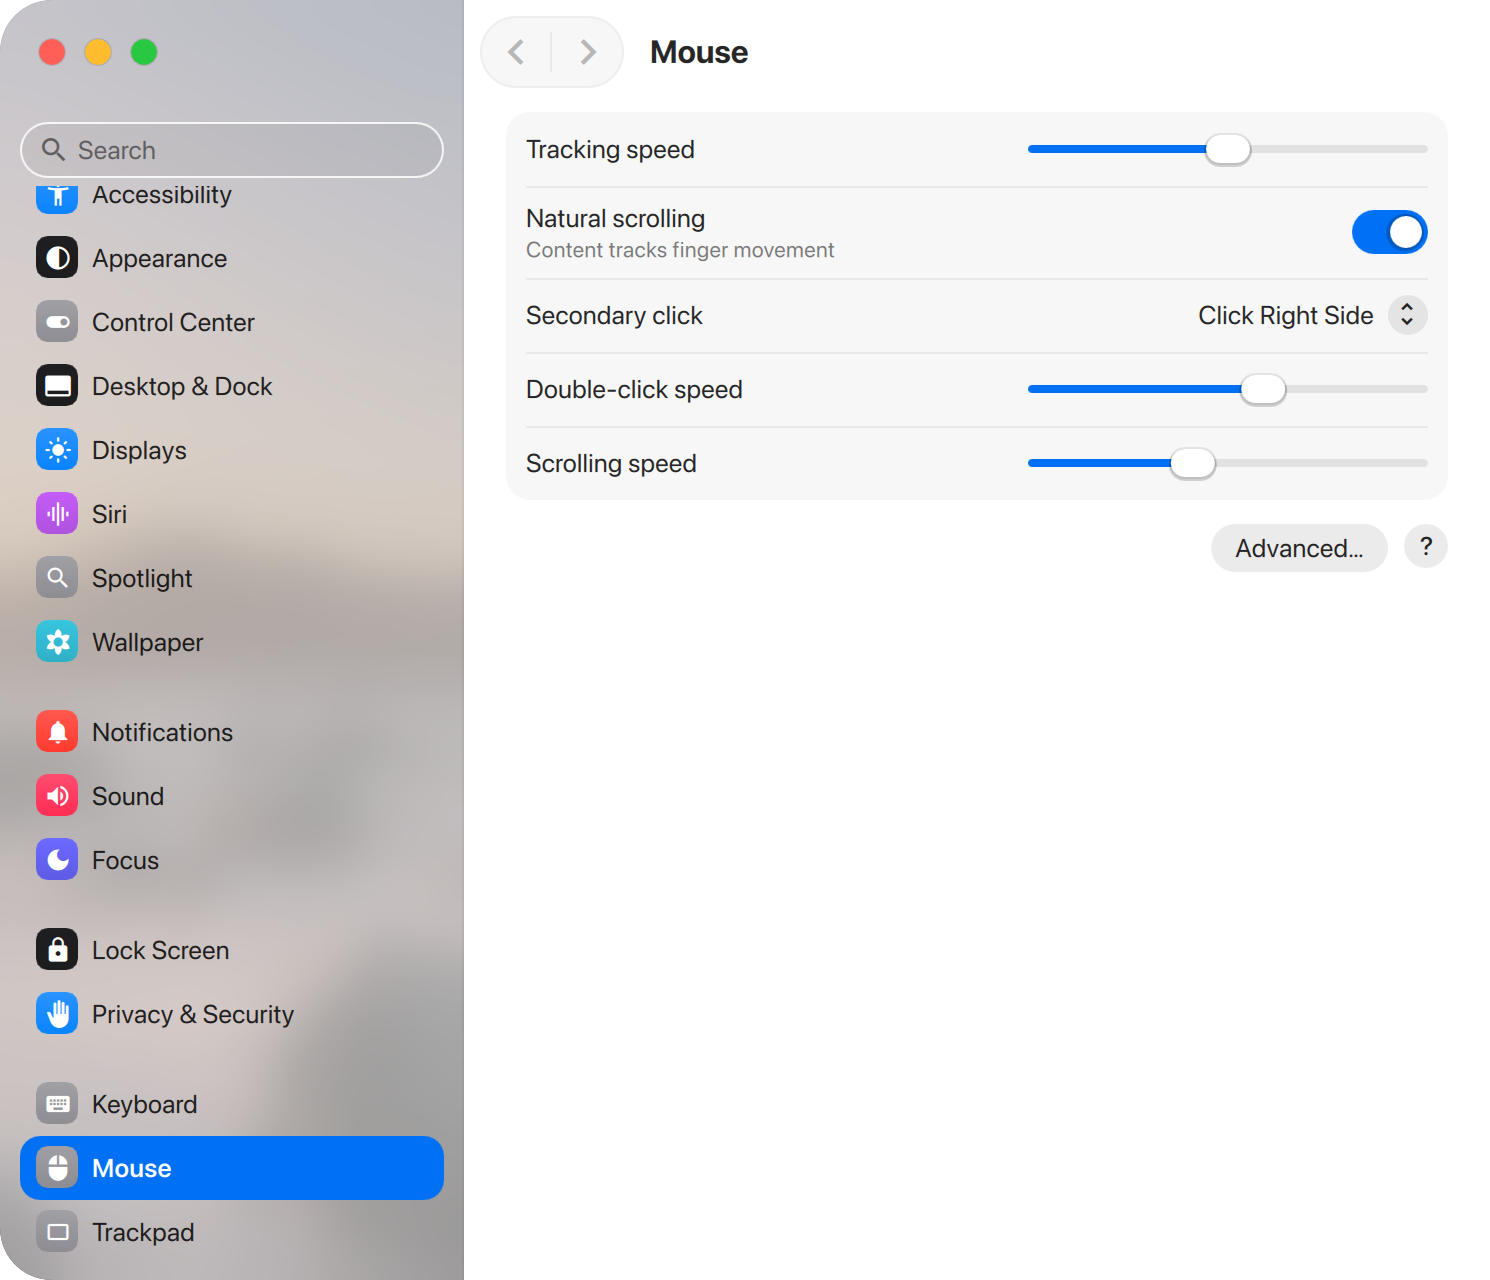 Search
Accessibility
Appearance
Control Center
Desktop & Dock
Displays
Siri
Spotlight
Wallpaper
Notifications
Sound
Focus
Lock Screen
Privacy & Security
Keyboard
Mouse
Trackpad
Mouse
Tracking speed
Natural scrolling
Content tracks finger movement
Secondary click
Click Right Side
Double-click speed
Scrolling speed
Advanced...
?